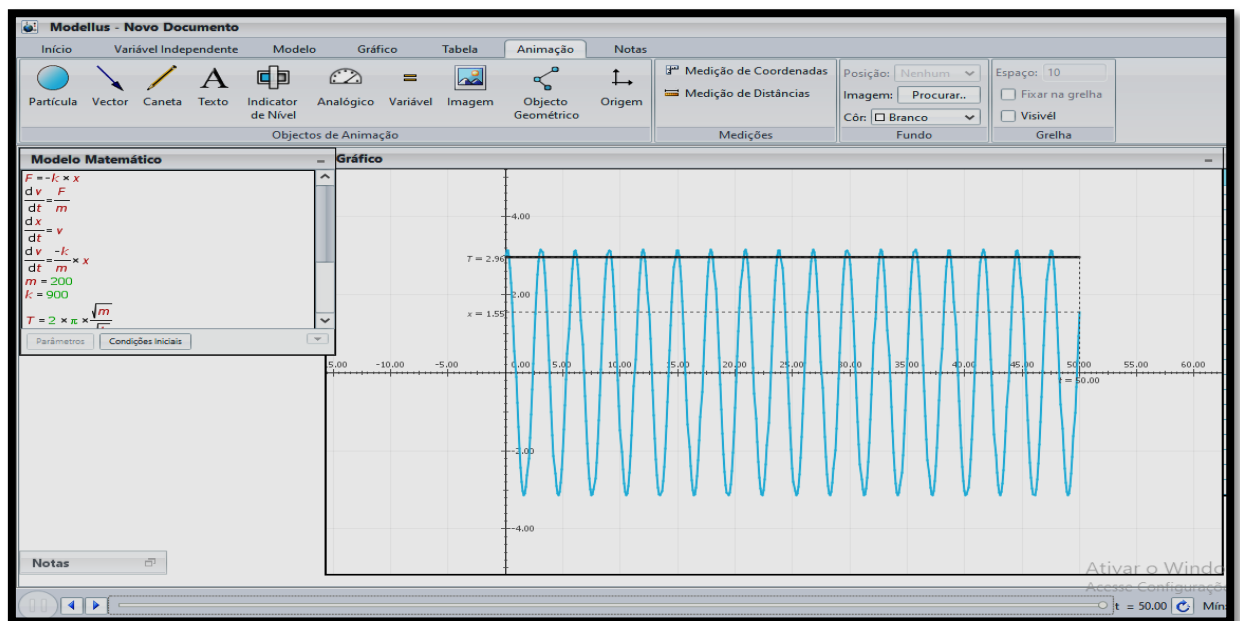 Modellus - Novo Documento
Início Variável Independente Modelo Gráfico Tabela Animação Notas
Partícula Vector Caneta Texto Indicator de Nível Analógico Variável Imagem Objecto Geométrico Origem
Objectos de Animação
Medição de Coordenadas
Medição de Distâncias
Medições
Posição: Nenhum
Imagem: Procurar..
Côr: Branco
Fundo
Espaço: 10
Fixar na grelha
Visivél
Grelha
Modelo Matemático
F = -k × x
dv/dt = F/m
dx/dt = v
dv/dt = -k/m × x
m = 200
k = 900
T = 2 × π × √m
Parâmetros Condições Iniciais
Gráfico
4.00
T = 2.96
2.00
x = 1.55
5.00 -10.00 -5.00 0.00 5.00 10.00 15.00 20.00 25.00 30.00 35.00 40.00 45.00 50.00 55.00 60.00
t = 50.00
-2.00
-4.00
Notas
Ativar o Windo
Acesse Configuraçõe
t = 50.00 Mín: